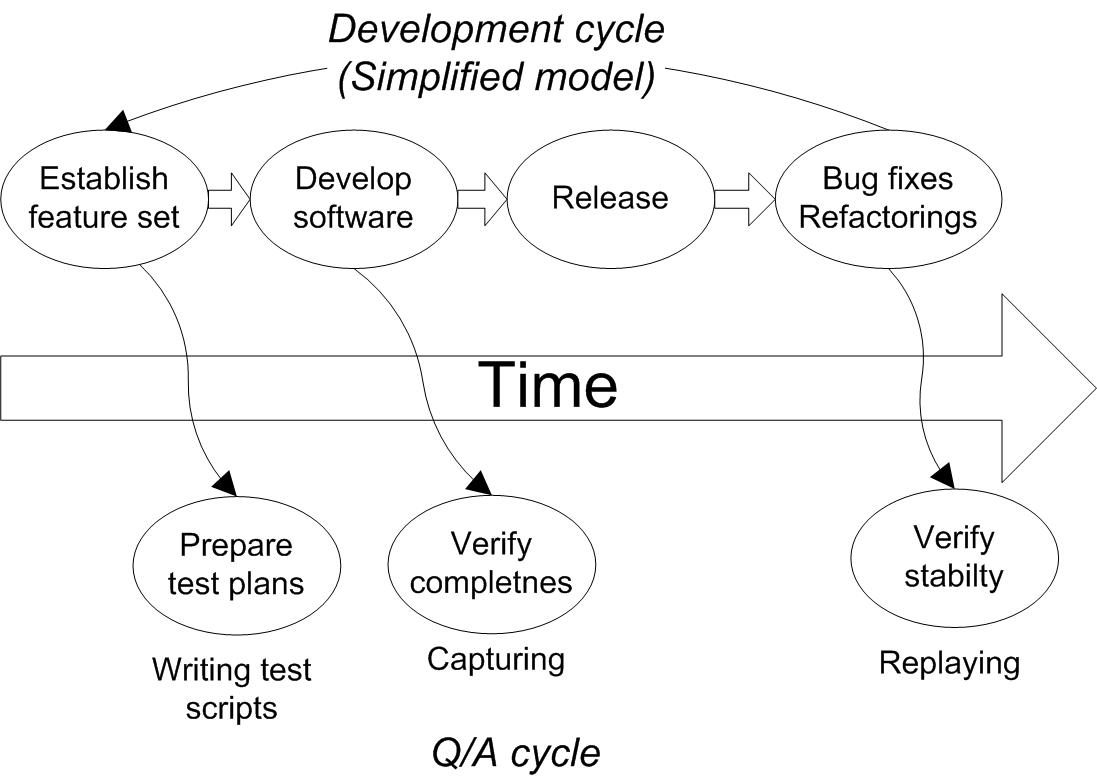 Development cycle
(Simplified model)
Establish
feature set
Develop
software
Release
Bug fixes
Refactorings
Time
Prepare
test plans
Verify
completnes
Verify
stabilty
Writing test
scripts
Capturing
Replaying
Q/A cycle